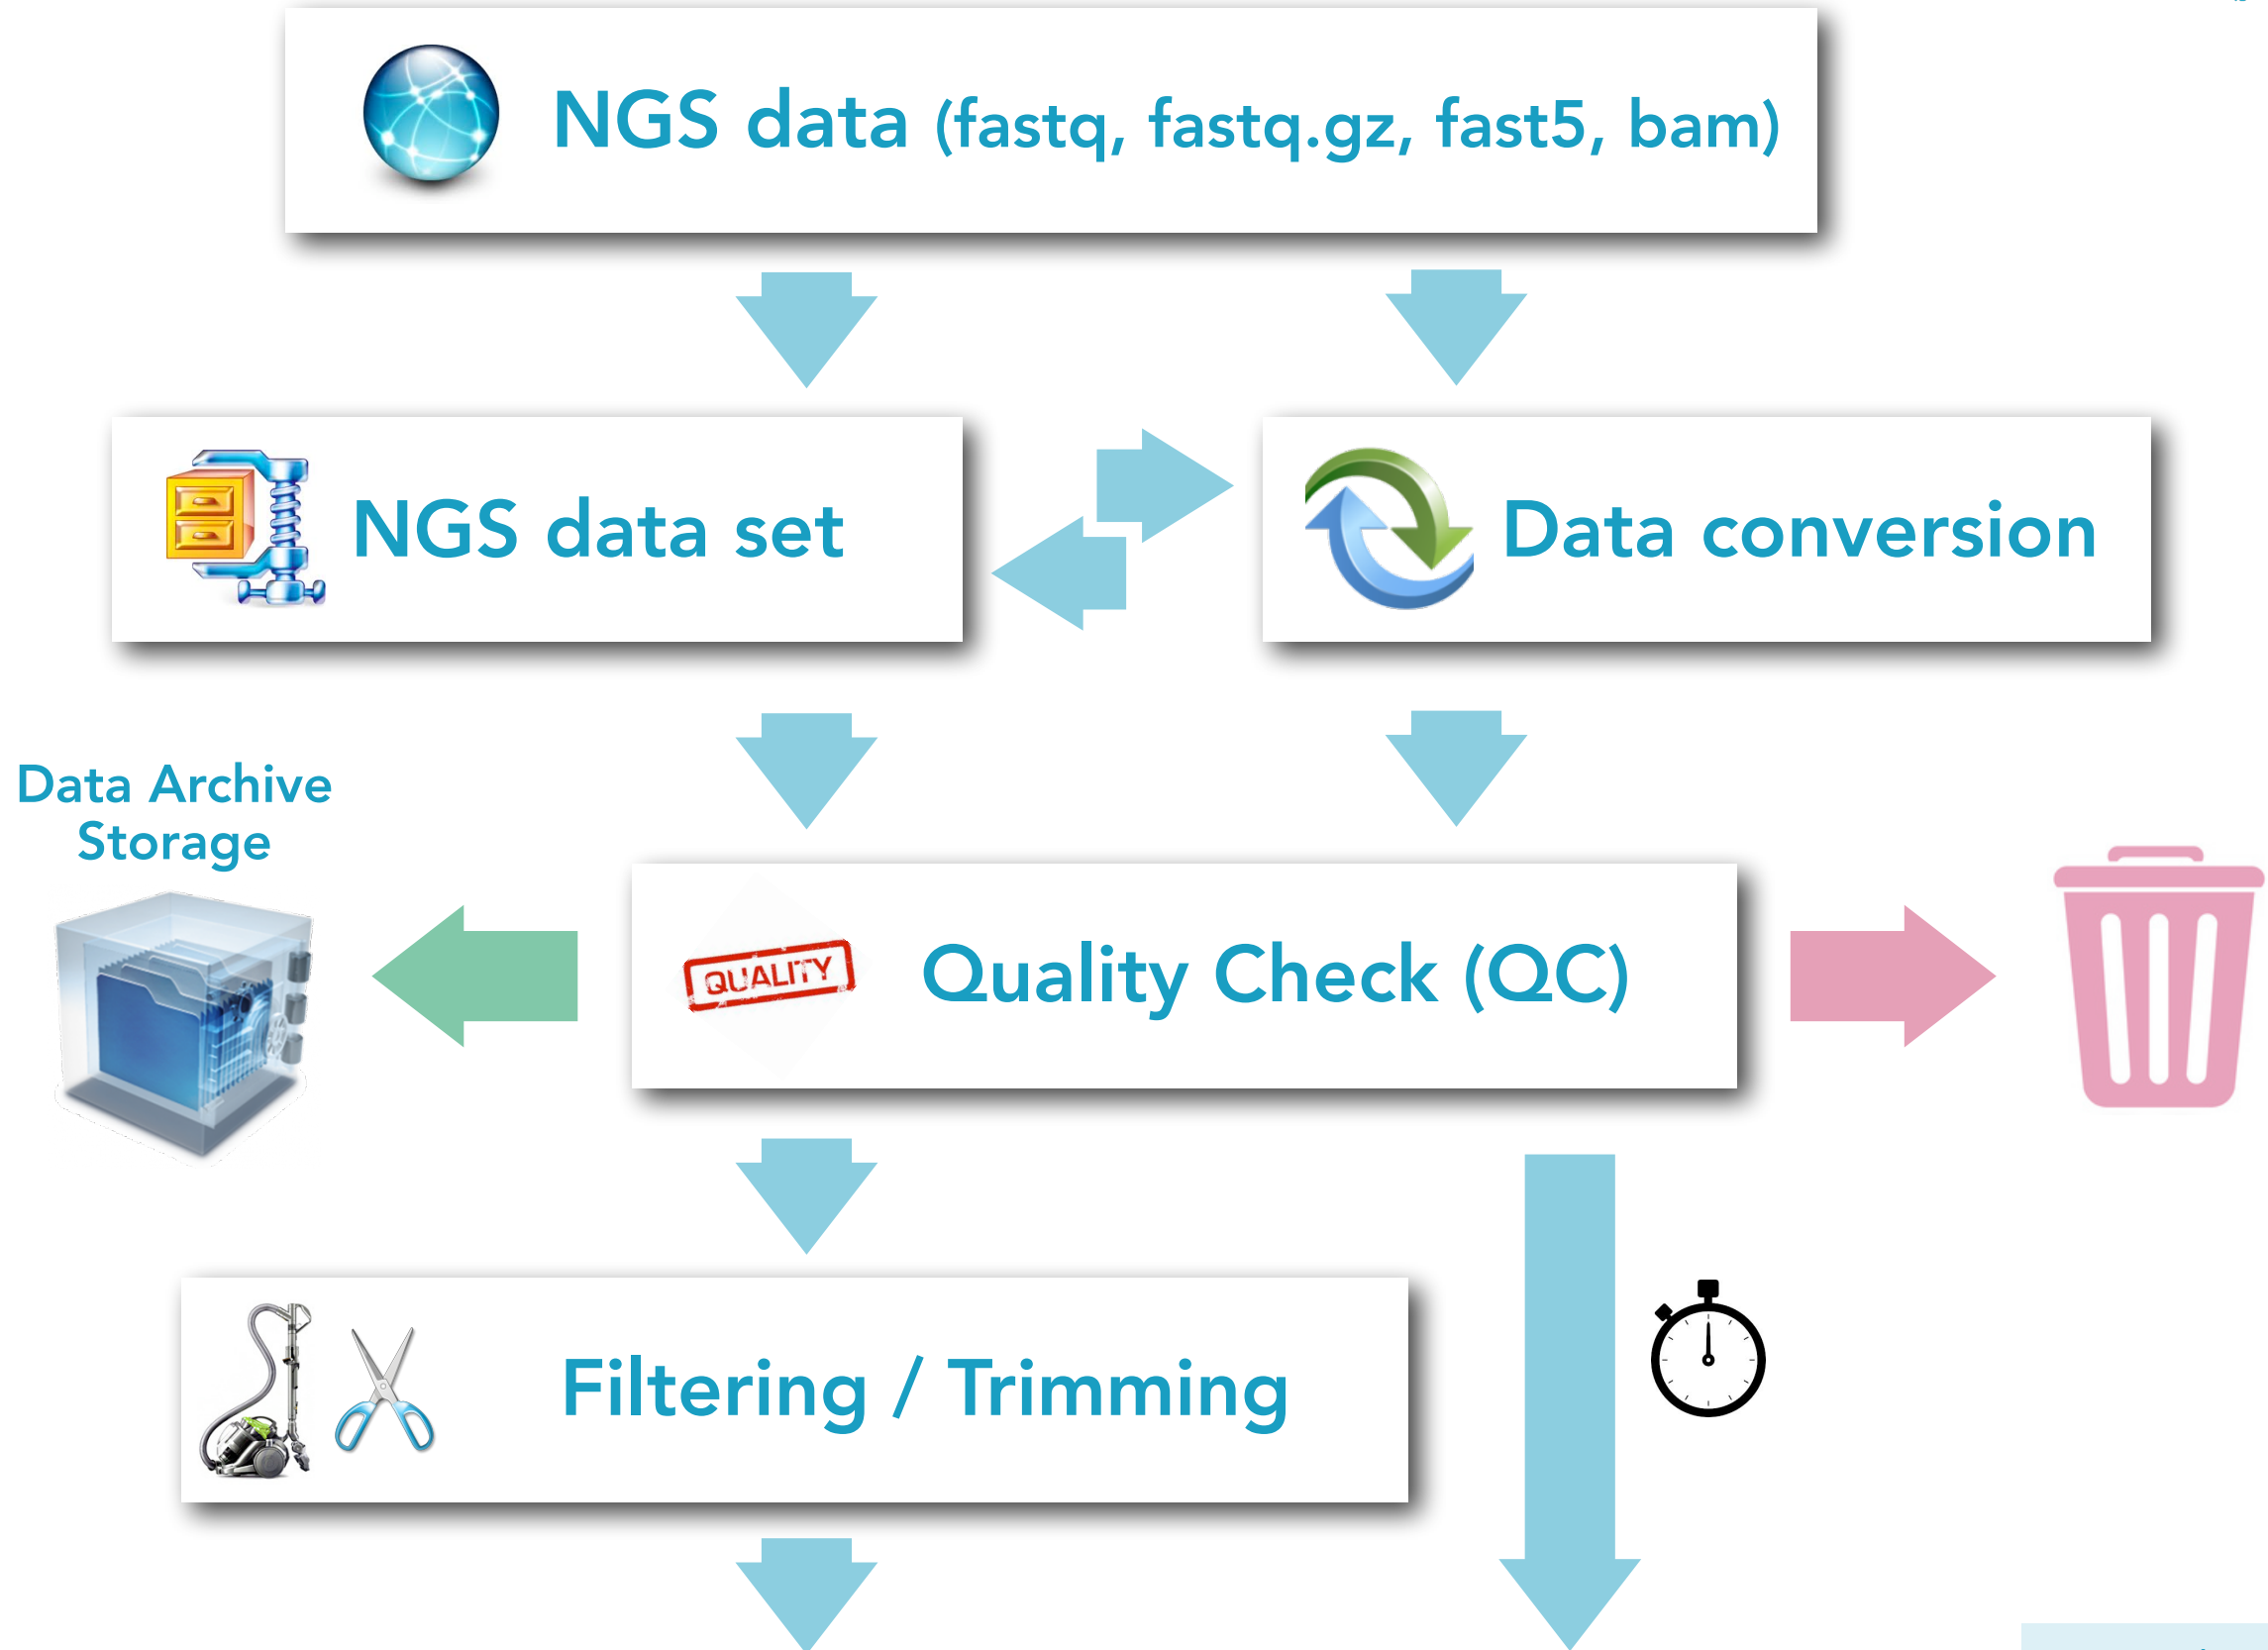 NGS data (fastq, fastq.gz, fast5, bam)
NGS data set
Data conversion
Data Archive
Storage
QUALITY
Quality Check (QC)
Filtering / Trimming